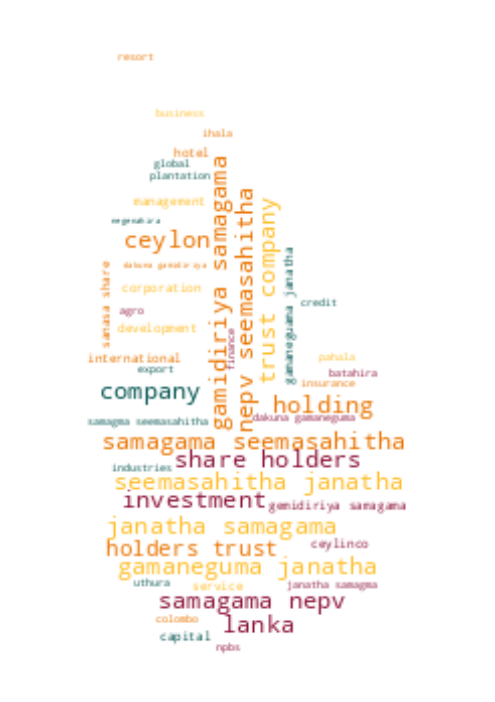 resort
business
ihala
hotel
global
plantation
management
gamidiriya samagama
nepv seemasahitha
trust company
negenahira
ceylon
gamaneguma janatha
samasa share
dakuna gamidiriya
corporation
credit
agro
development
finance
international
pahala
export
batahira
insurance
company
holding
samagma seemasahitha
dakuna gamaneguma
samagama seemasahitha
share holders
industries
seemasahitha janatha
investment
gemidiriya samagama
janatha samagama
holders trust
ceylinco
gamaneguma janatha
uthura
service
janatha samagma
samagama nepv
colombo
lanka
capital
npbs